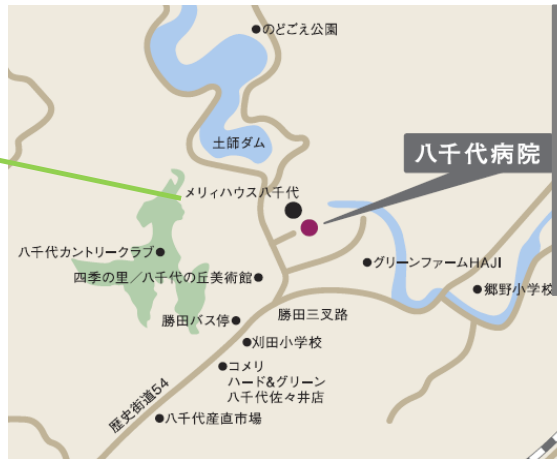 のどごえ公園
土師ダム
八千代病院
メリィハウス八千代
八千代カントリークラブ
グリーンファームHAJI
四季の里／八千代の丘美術館
郷野小学校
勝田バス停
勝田三叉路
刈田小学校
コメリ
ハード&グリーン
八千代佐々井店
歴史街道54
八千代産直市場